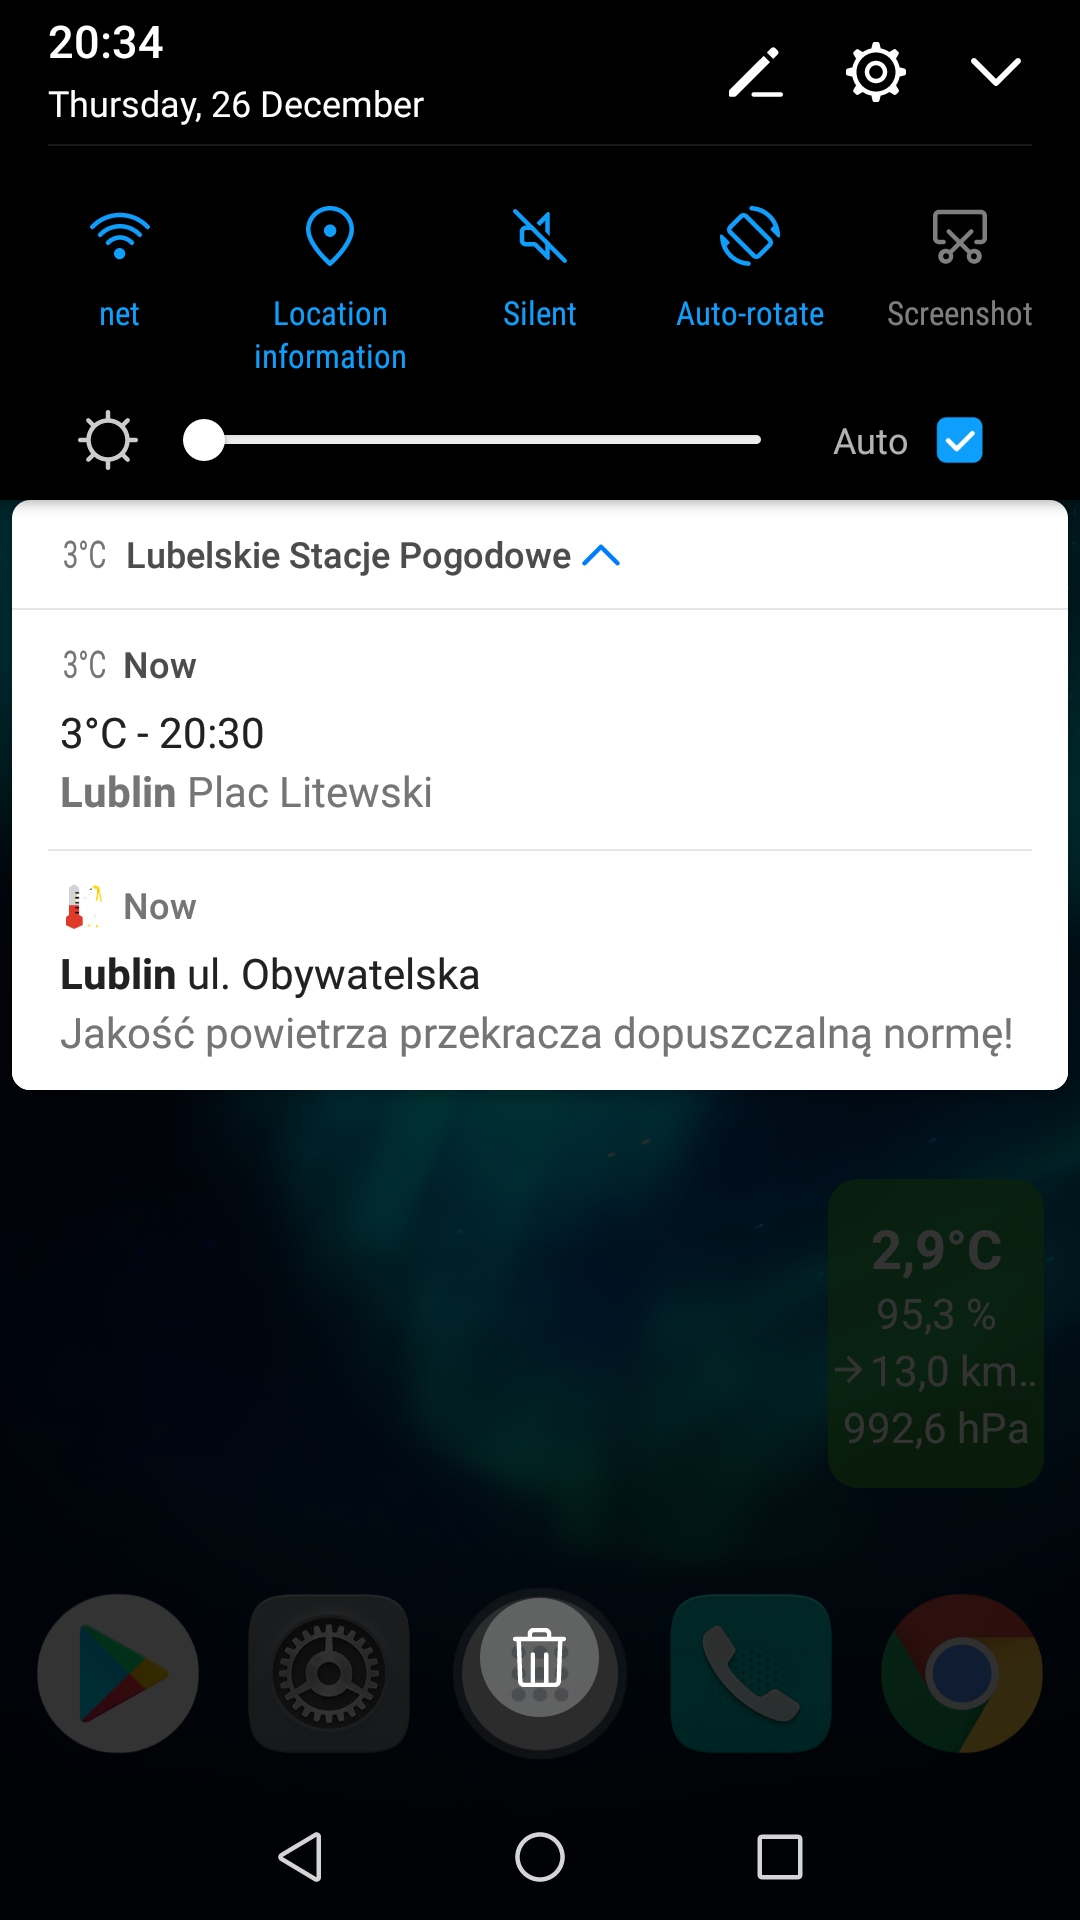 20:34
Thursday, 26 December
net
Location
information
Silent
Auto-rotate
Screenshot
Auto
3°C Lubelskie Stacje Pogodowe
3°C Now
3°C - 20:30
Lublin Plac Litewski
Now
Lublin ul. Obywatelska
Jakość powietrza przekracza dopuszczalną normę!
2,9°C
95,3 %
→13,0 km..
992,6 hPa